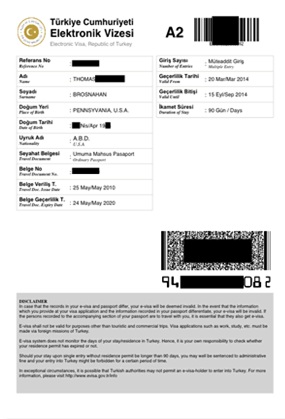 Türkiye Cumhuriyeti
Elektronik Vizesi
Electronic Visa, Republic of Turkey
A2
Referans No
Reference No
Adı
Name
: THOMAS
Soyadı
Surname
: BROSNAHAN
Doğum Yeri
Place of Birth
: PENNSYVANIA, U.S.A.
Doğum Tarihi
Date of Birth
Nis/Apr 19
Uyruk Adı
Nationality
: A.B.D.
U.S.A.
Seyahat Belgesi
Travel Document
: Umuma Mahsus Pasaport
Ordinary Passport
Belge No
Travel Document No.
Belge Veriliş T.
Travel Doc. Issue Date
: 25 May/May 2010
Belge Geçerlilik T.
Travel Doc. Expiry Date
: 24 May/May 2020
Giriş Sayısı
Number of Entries
: Müteaddit Giriş
Multiple Entry
Geçerlilik Tarihi
Valid From
: 20 Mar/Mar 2014
Geçerlilik Bitişi
Valid Until
: 15 Eyl/Sep 2014
İkamet Süresi
Duration of Stay
: 90 Gün / Days
94
082
DISCLAIMER
In case that the records in your e-visa and passport differ, your e-visa will be deemed invalid. In the event that the information
which you provide at your visa application and the information recorded in your passport differentiate, your e-visa will be invalid. If
the persons recorded to the accompanying section of your passport are to travel with you, it is essential that they also get e-visa.
E-visa shall not be valid for purposes other than touristic and commercial trips. Visa applications such as work, study, etc. must be
made via foreign missions of Turkey.
E-visa system does not monitor the days of your stay/residence in Turkey. Hence, it is your own responsibility to check whether
your residence permit has expired or not.
Should your stay upon single entry without residence permit be longer than 90 days, you may well be sentenced to administrative
fine and your entry into Turkey might be forbidden for a certain period of time.
In exceptional circumstances, it is possible that Turkish authorities may not permit an e-visa-holder to enter into Turkey. For more
information, please visit http://www.evisa.gov.tr/info